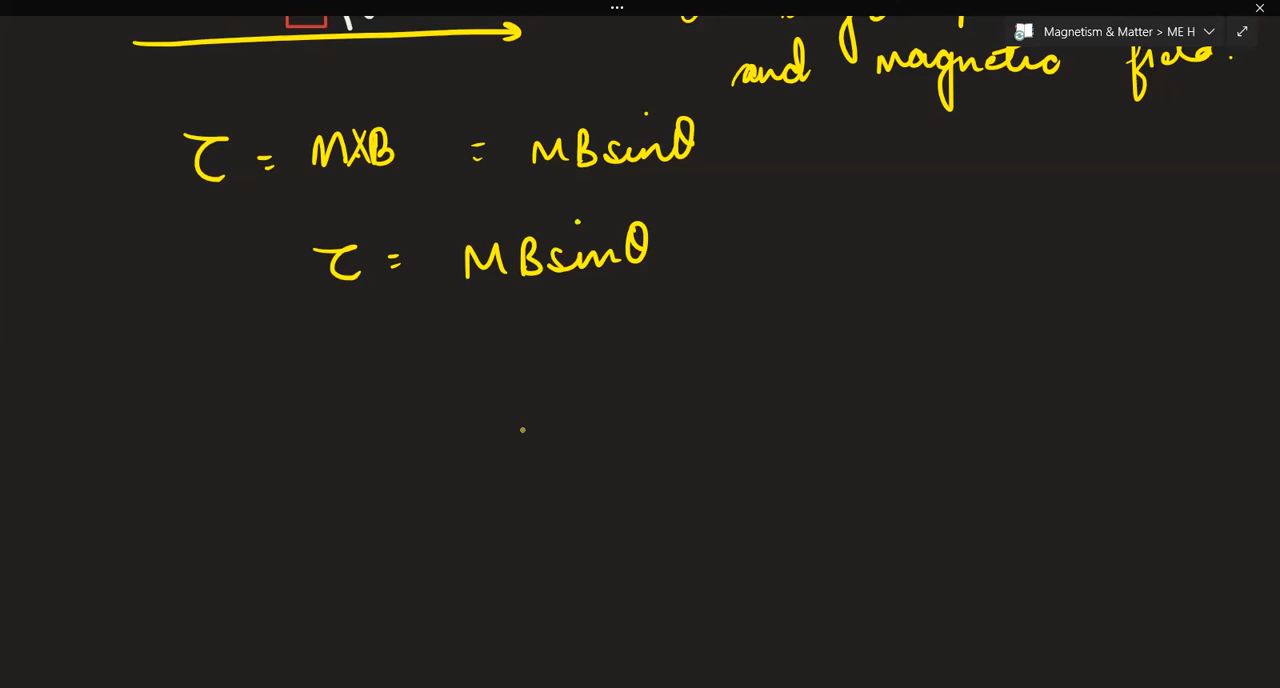 Magnetism & Matter > ME H
and magnetic field.
τ = M×B = MBsinθ
τ = MBsinθ